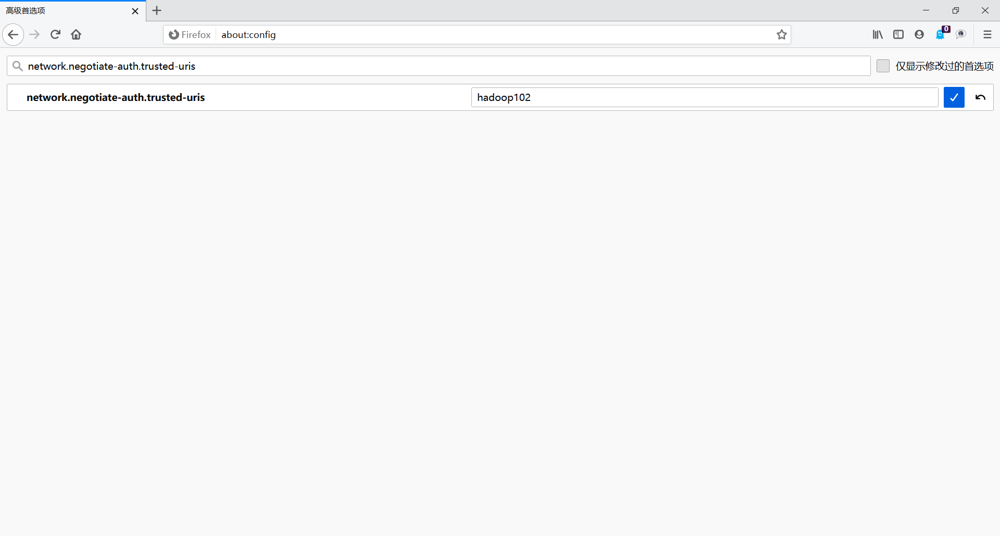 高级首选项
Firefox about:config
0
network.negotiate-auth.trusted-uris 仅显示修改过的首选项
network.negotiate-auth.trusted-uris hadoop102